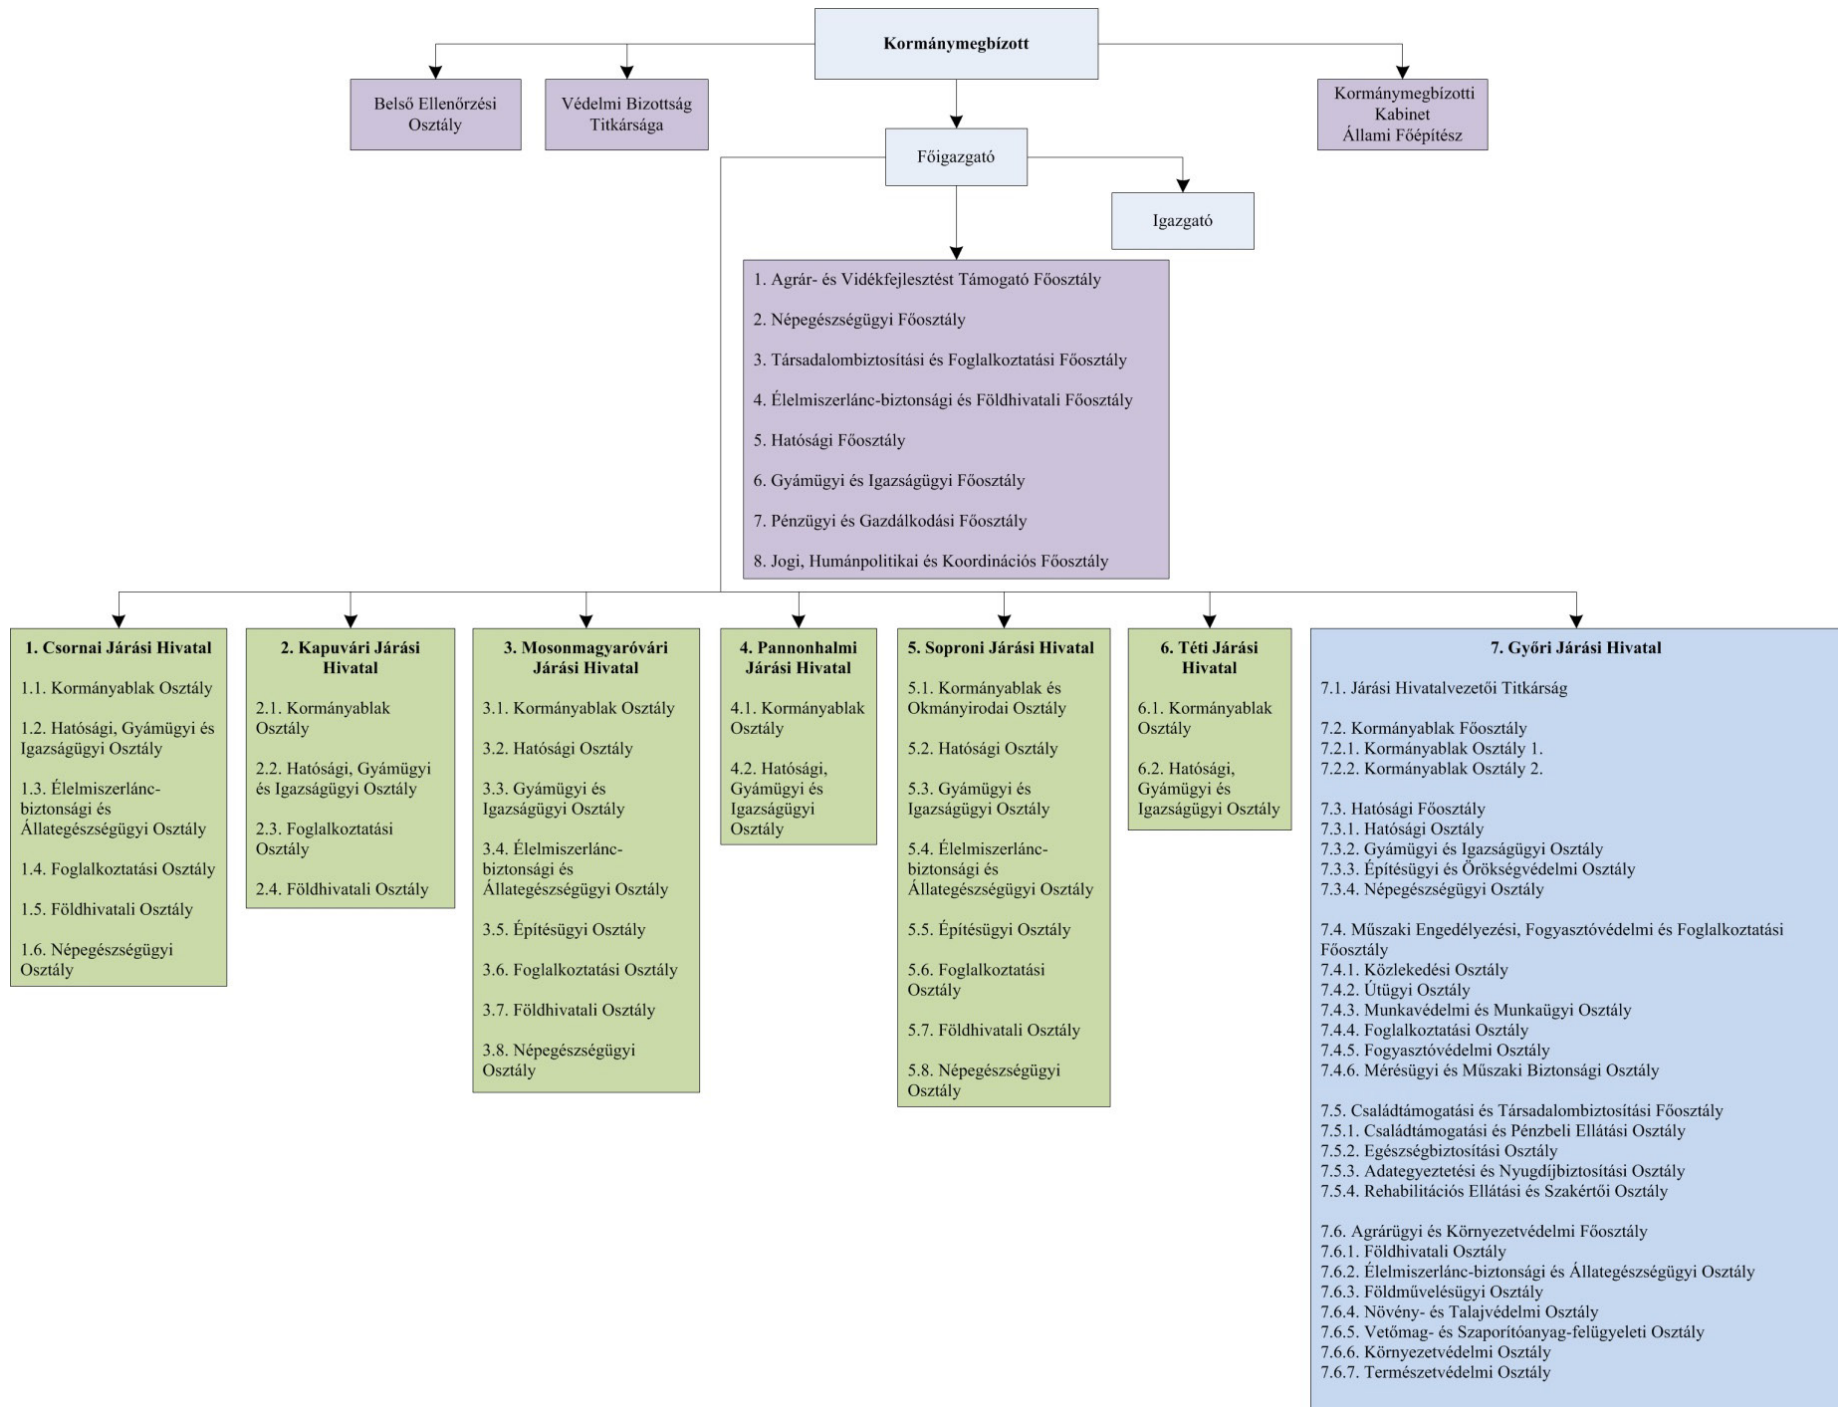 Kormánymegbízott
Belső Ellenőrzési
Osztály
Védelmi Bizottság
Titkársága
Kormánymegbízotti
Kabinet
Állami Főépítész
Főigazgató
Igazgató
1. Agrár- és Vidékfejlesztést Támogató Főosztály
2. Népegészségügyi Főosztály
3. Társadalombiztosítási és Foglalkoztatási Főosztály
4. Élelmiszerlánc-biztonsági és Földhivatali Főosztály
5. Hatósági Főosztály
6. Gyámügyi és Igazságügyi Főosztály
7. Pénzügyi és Gazdálkodási Főosztály
8. Jogi, Humánpolitikai és Koordinációs Főosztály
1. Csornai Járási Hivatal
1.1. Kormányablak Osztály
1.2. Hatósági, Gyámügyi és
Igazságügyi Osztály
1.3. Élelmiszerlánc-
biztonsági és
Állategészségügyi Osztály
1.4. Foglalkoztatási Osztály
1.5. Földhivatali Osztály
1.6. Népegészségügyi
Osztály
2. Kapuvári Járási
Hivatal
2.1. Kormányablak
Osztály
2.2. Hatósági, Gyámügyi
és Igazságügyi Osztály
2.3. Foglalkoztatási
Osztály
2.4. Földhivatali Osztály
3. Mosonmagyaróvári
Járási Hivatal
3.1. Kormányablak Osztály
3.2. Hatósági Osztály
3.3. Gyámügyi és
Igazságügyi Osztály
3.4. Élelmiszerlánc-
biztonsági és
Állategészségügyi Osztály
3.5. Építésügyi Osztály
3.6. Foglalkoztatási Osztály
3.7. Földhivatali Osztály
3.8. Népegészségügyi
Osztály
4. Pannonhalmi
Járási Hivatal
4.1. Kormányablak
Osztály
4.2. Hatósági,
Gyámügyi és
Igazságügyi
Osztály
5. Soproni Járási Hivatal
5.1. Kormányablak és
Okmányirodai Osztály
5.2. Hatósági Osztály
5.3. Gyámügyi és
Igazságügyi Osztály
5.4. Élelmiszerlánc-
biztonsági és
Állategészségügyi Osztály
5.5. Építésügyi Osztály
5.6. Foglalkoztatási
Osztály
5.7. Földhivatali Osztály
5.8. Népegészségügyi
Osztály
6. Téti Járási
Hivatal
6.1. Kormányablak
Osztály
6.2. Hatósági,
Gyámügyi és
Igazságügyi Osztály
7. Győri Járási Hivatal
7.1. Járási Hivatalvezetői Titkárság
7.2. Kormányablak Főosztály
7.2.1. Kormányablak Osztály 1.
7.2.2. Kormányablak Osztály 2.
7.3. Hatósági Főosztály
7.3.1. Hatósági Osztály
7.3.2. Gyámügyi és Igazságügyi Osztály
7.3.3. Építésügyi és Örökségvédelmi Osztály
7.3.4. Népegészségügyi Osztály
7.4. Műszaki Engedélyezési, Fogyasztóvédelmi és Foglalkoztatási
Főosztály
7.4.1. Közlekedési Osztály
7.4.2. Útügyi Osztály
7.4.3. Munkavédelmi és Munkaügyi Osztály
7.4.4. Foglalkoztatási Osztály
7.4.5. Fogyasztóvédelmi Osztály
7.4.6. Mérésügyi és Műszaki Biztonsági Osztály
7.5. Családtámogatási és Társadalombiztosítási Főosztály
7.5.1. Családtámogatási és Pénzbeli Ellátási Osztály
7.5.2. Egészségbiztosítási Osztály
7.5.3. Adategyeztetési és Nyugdíjbiztosítási Osztály
7.5.4. Rehabilitációs Ellátási és Szakértői Osztály
7.6. Agrárügyi és Környezetvédelmi Főosztály
7.6.1. Földhivatali Osztály
7.6.2. Élelmiszerlánc-biztonsági és Állategészségügyi Osztály
7.6.3. Földművelésügyi Osztály
7.6.4. Növény- és Talajvédelmi Osztály
7.6.5. Vetőmag- és Szaporítóanyag-felügyeleti Osztály
7.6.6. Környezetvédelmi Osztály
7.6.7. Természetvédelmi Osztály